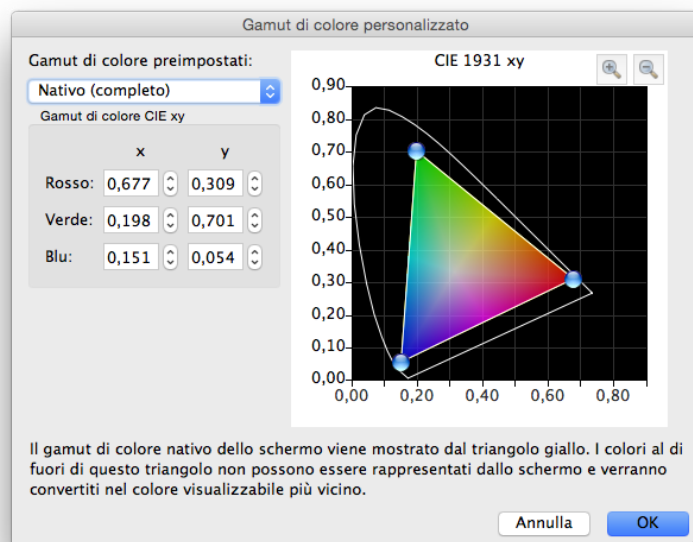 Gamut di colore personalizzato
Gamut di colore preimpostati:
Nativo (completo)
Gamut di colore CIE xy
x y
Rosso: 0,677 0,309
Verde: 0,198 0,701
Blu: 0,151 0,054
CIE 1931 xy
0,90
0,80
0,70
0,60
0,50
0,40
0,30
0,20
0,10
0,00
0,00 0,20 0,40 0,60 0,80
Il gamut di colore nativo dello schermo viene mostrato dal triangolo giallo. I colori al di
fuori di questo triangolo non possono essere rappresentati dallo schermo e verranno
convertiti nel colore visualizzabile più vicino.
Annulla OK